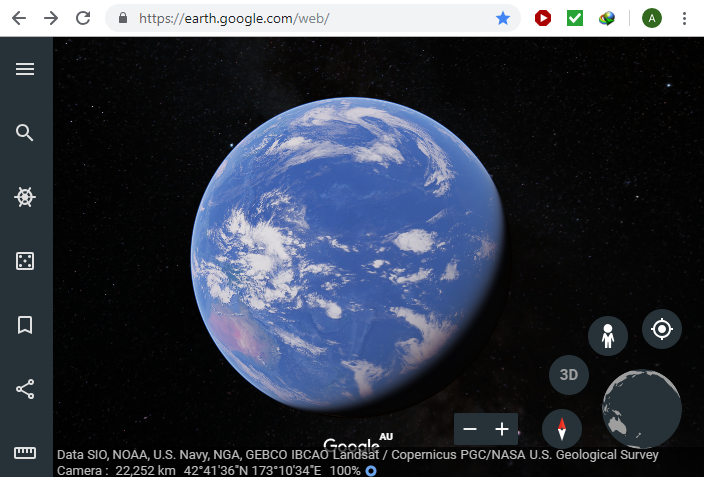 https://earth.google.com/web/
A
3D
Google
AU
Data SIO, NOAA, U.S. Navy, NGA, GEBCO IBCAO Landsat / Copernicus PGC/NASA U.S. Geological Survey
Camera : 22,252 km 42°41'36"N 173°10'34"E 100%